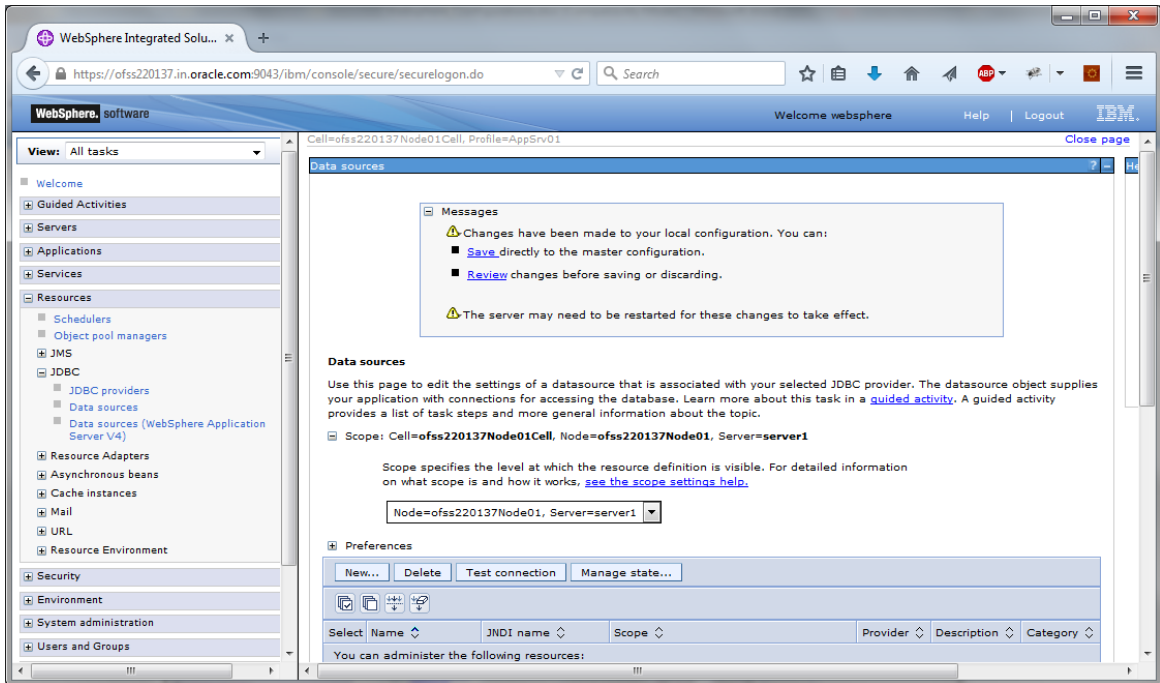 WebSphere Integrated Solu... × +
https://ofss220137.in.oracle.com:9043/ibm/console/secure/securelogon.do
Search
ABP
WebSphere. software
Welcome websphere
Help | Logout
IBM.
View: All tasks
Welcome
Guided Activities
Servers
Applications
Services
Resources
Schedulers
Object pool managers
JMS
JDBC
JDBC providers
Data sources
Data sources (WebSphere Application
Server V4)
Resource Adapters
Asynchronous beans
Cache instances
Mail
URL
Resource Environment
Security
Environment
System administration
Users and Groups
Cell=ofss220137Node01Cell, Profile=AppSrv01
Close page
Data sources
? –
He
Messages
Changes have been made to your local configuration. You can:
Save directly to the master configuration.
Review changes before saving or discarding.
The server may need to be restarted for these changes to take effect.
Data sources
Use this page to edit the settings of a datasource that is associated with your selected JDBC provider. The datasource object supplies
your application with connections for accessing the database. Learn more about this task in a guided activity. A guided activity
provides a list of task steps and more general information about the topic.
Scope: Cell=ofss220137Node01Cell, Node=ofss220137Node01, Server=server1
Scope specifies the level at which the resource definition is visible. For detailed information
on what scope is and how it works, see the scope settings help.
Node=ofss220137Node01, Server=server1
Preferences
New... Delete Test connection Manage state...
Select Name JNDI name Scope Provider Description Category
You can administer the following resources: